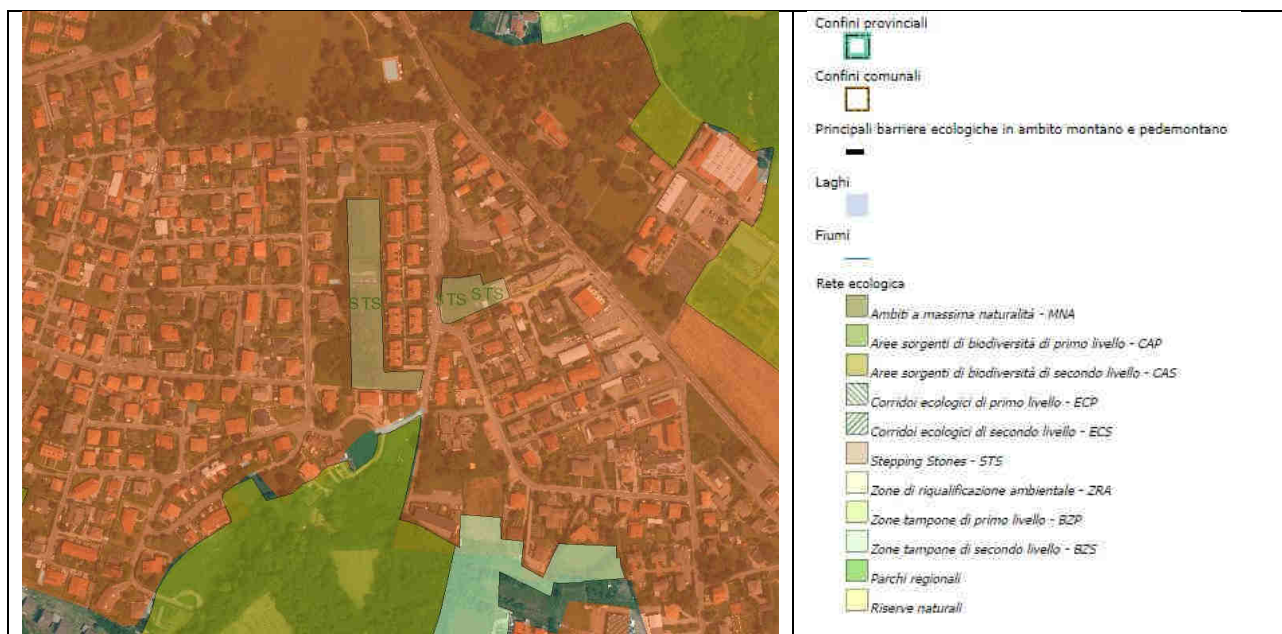 STS
STS STS
Confini provinciali
Confini comunali
Principali barriere ecologiche in ambito montano e pedemontano
Laghi
Fiumi
Rete ecologica
Ambiti a massima naturalità - MNA
Aree sorgenti di biodiversità di primo livello - CAP
Aree sorgenti di biodiversità di secondo livello - CAS
Corridoi ecologici di primo livello - ECP
Corridoi ecologici di secondo livello - ECS
Stepping Stones - STS
Zone di riqualificazione ambientale - ZRA
Zone tampone di primo livello - BZP
Zone tampone di secondo livello - BZS
Parchi regionali
Riserve naturali